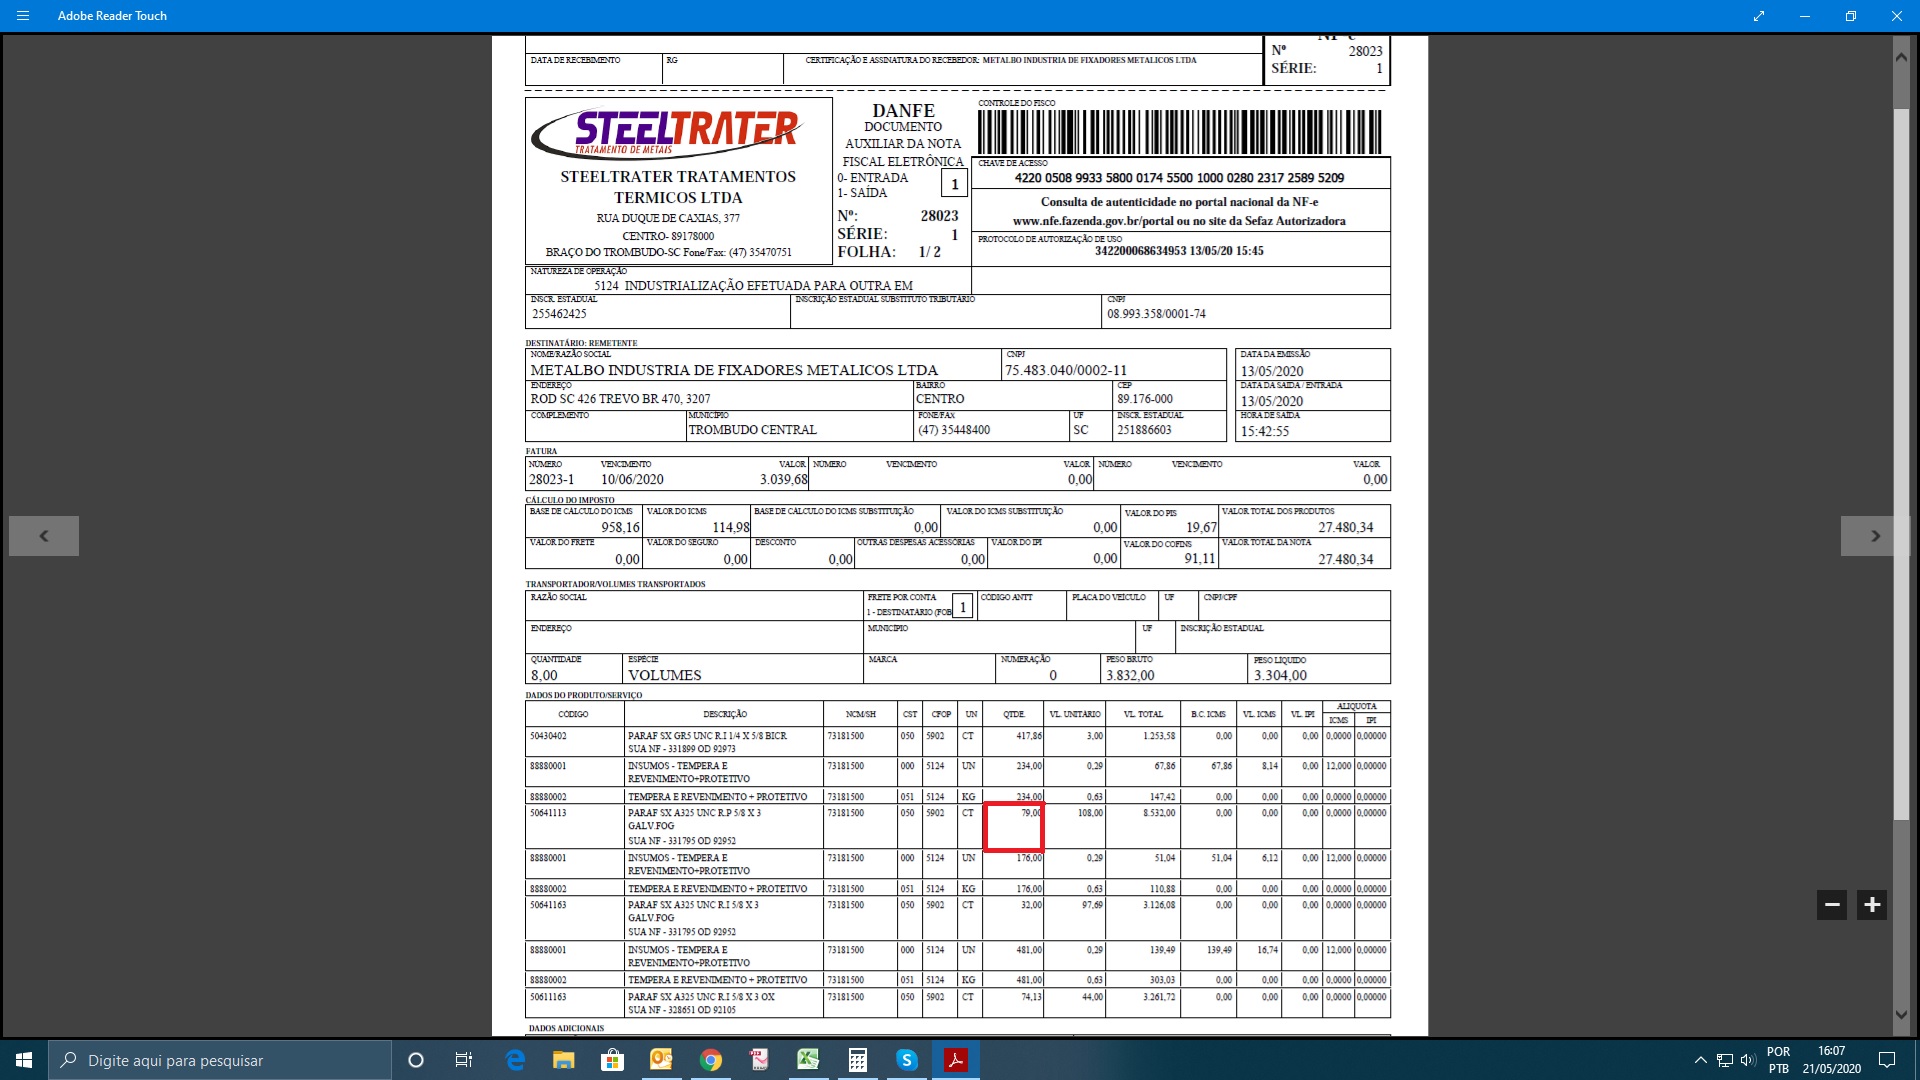 Adobe Reader Touch
Nº 28023
SÉRIE: 1
DATA DE RECEBIMENTO RG CERTIFICAÇÃO E ASSINATURA DO RECEBEDOR: METALBO INDUSTRIA DE FIXADORES METALICOS LTDA
STEELTRATER
TRATAMENTO DE METAIS
STEELTRATER TRATAMENTOS
TERMICOS LTDA
RUA DUQUE DE CAXIAS, 377
CENTRO- 89178000
BRAÇO DO TROMBUDO-SC Fone/Fax: (47) 35470751
DANFE
DOCUMENTO
AUXILIAR DA NOTA
FISCAL ELETRÔNICA
0- ENTRADA
1- SAÍDA
1
Nº: 28023
SÉRIE: 1
FOLHA: 1/ 2
CONTROLE DO FISCO
CHAVE DE ACESSO
4220 0508 9933 5800 0174 5500 1000 0280 2317 2589 5209
Consulta de autenticidade no portal nacional da NF-e
www.nfe.fazenda.gov.br/portal ou no site da Sefaz Autorizadora
PROTOCOLO DE AUTORIZAÇÃO DE USO
342200068634953 13/05/20 15:45
NATUREZA DE OPERAÇÃO
5124 INDUSTRIALIZAÇÃO EFETUADA PARA OUTRA EM
INSCR. ESTADUAL INSCRIÇÃO ESTADUAL SUBSTITUTO TRIBUTÁRIO CNPJ
255462425 08.993.358/0001-74
DESTINATÁRIO: REMETENTE
NOME/RAZÃO SOCIAL CNPJ DATA DA EMISSÃO
METALBO INDUSTRIA DE FIXADORES METALICOS LTDA 75.483.040/0002-11 13/05/2020
ENDEREÇO BAIRRO CEP DATA DA SAIDA / ENTRADA
ROD SC 426 TREVO BR 470, 3207 CENTRO 89.176-000 13/05/2020
COMPLEMENTO MUNICÍPIO FONE/FAX UF INSCR. ESTADUAL HORA DE SAÍDA
TROMBUDO CENTRAL (47) 35448400 SC 251886603 15:42:55
FATURA
NÚMERO VENCIMENTO VALOR NÚMERO VENCIMENTO VALOR NÚMERO VENCIMENTO VALOR
28023-1 10/06/2020 3.039,68 0,00 0,00
CÁLCULO DO IMPOSTO
BASE DE CÁLCULO DO ICMS VALOR DO ICMS BASE DE CÁLCULO DO ICMS SUBSTITUIÇÃO VALOR DO ICMS SUBSTITUIÇÃO VALOR DO PIS VALOR TOTAL DOS PRODUTOS
958,16 114,98 0,00 0,00 19,67 27.480,34
VALOR DO FRETE VALOR DO SEGURO DESCONTO OUTRAS DESPESAS ACESSÓRIAS VALOR DO IPI VALOR DO COFINS VALOR TOTAL DA NOTA
0,00 0,00 0,00 0,00 0,00 91,11 27.480,34
TRANSPORTADOR/VOLUMES TRANSPORTADOS
RAZÃO SOCIAL FRETE POR CONTA CÓDIGO ANTT PLACA DO VEÍCULO UF CNPJ/CPF
1 - DESTINATÁRIO (FOB 1
ENDEREÇO MUNICÍPIO UF INSCRIÇÃO ESTADUAL
QUANTIDADE ESPÉCIE MARCA NUMERAÇÃO PESO BRUTO PESO LIQUIDO
8,00 VOLUMES 0 3.832,00 3.304,00
DADOS DO PRODUTO/SERVIÇO
CÓDIGO DESCRIÇÃO NCM/SH CST CFOP UN QTDE. VL. UNITÁRIO VL. TOTAL B.C. ICMS VL. ICMS VL. IPI ALIQUOTA
ICMS IPI
50430402 PARAF SX GR5 UNC R.I 1/4 X 5/8 BICR 73181500 050 5902 CT 417,86 3,00 1.253,58 0,00 0,00 0,00 0,0000 0,00000
SUA NF - 331899 OD 92973
88880001 INSUMOS - TEMPERA E 73181500 000 5124 UN 234,00 0,29 67,86 67,86 8,14 0,00 12,000 0,00000
REVENIMENTO+PROTETIVO
88880002 TEMPERA E REVENIMENTO + PROTETIVO 73181500 051 5124 KG 234,00 0,63 147,42 0,00 0,00 0,00 0,0000 0,00000
50641113 PARAF SX A325 UNC R.P 5/8 X 3 73181500 050 5902 CT 79,00 108,00 8.532,00 0,00 0,00 0,00 0,0000 0,00000
GALV.FOG
SUA NF - 331795 OD 92952
88880001 INSUMOS - TEMPERA E 73181500 000 5124 UN 176,00 0,29 51,04 51,04 6,12 0,00 12,000 0,00000
REVENIMENTO+PROTETIVO
88880002 TEMPERA E REVENIMENTO + PROTETIVO 73181500 051 5124 KG 176,00 0,63 110,88 0,00 0,00 0,00 0,0000 0,00000
50641163 PARAF SX A325 UNC R.I 5/8 X 3 73181500 050 5902 CT 32,00 97,69 3.126,08 0,00 0,00 0,00 0,0000 0,00000
GALV.FOG
SUA NF - 331795 OD 92952
88880001 INSUMOS - TEMPERA E 73181500 000 5124 UN 481,00 0,29 139,49 139,49 16,74 0,00 12,000 0,00000
REVENIMENTO+PROTETIVO
88880002 TEMPERA E REVENIMENTO + PROTETIVO 73181500 051 5124 KG 481,00 0,63 303,03 0,00 0,00 0,00 0,0000 0,00000
50611163 PARAF SX A325 UNC R.I 5/8 X 3 OX 73181500 050 5902 CT 74,13 44,00 3.261,72 0,00 0,00 0,00 0,0000 0,00000
SUA NF - 328651 OD 92105
DADOS ADICIONAIS
Digite aqui para pesquisar
POR 16:07
PTB 21/05/2020